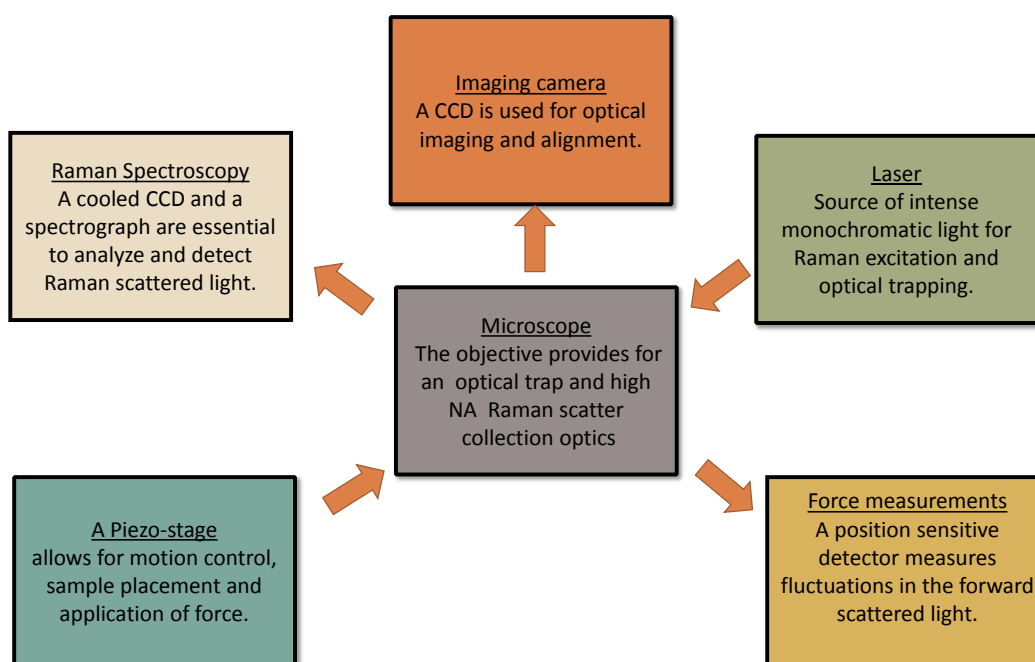 Imaging camera
A CCD is used for optical
imaging and alignment.
Raman Spectroscopy
A cooled CCD and a
spectrograph are essential
to analyze and detect
Raman scattered light.
Laser
Source of intense
monochromatic light for
Raman excitation and
optical trapping.
Microscope
The objective provides for
an optical trap and high
NA Raman scatter
collection optics
A Piezo-stage
allows for motion control,
sample placement and
application of force.
Force measurements
A position sensitive
detector measures
fluctuations in the forward
scattered light.